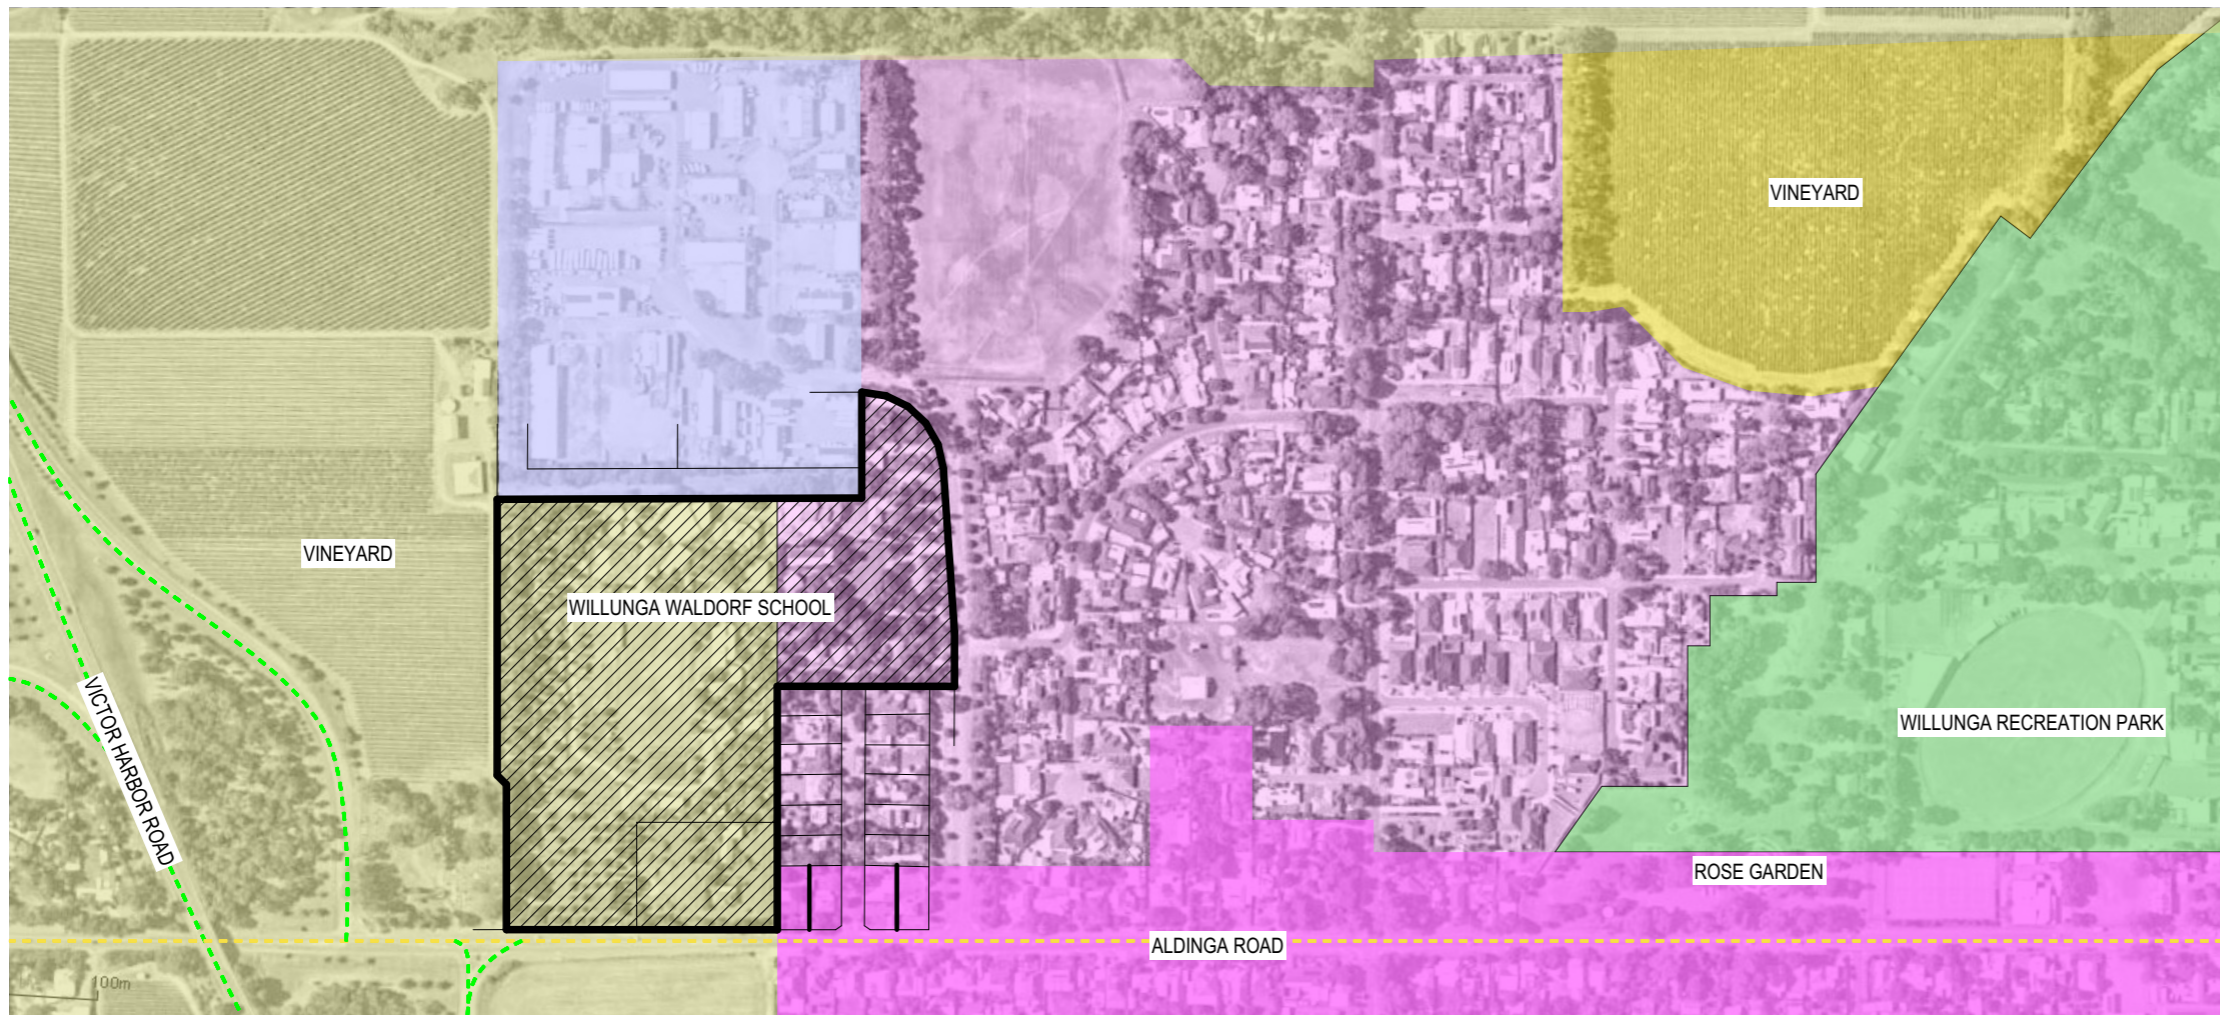 VINEYARD
VINEYARD
WILLUNGA WALDORF SCHOOL
VICTOR HARBOR ROAD
WILLUNGA RECREATION PARK
ROSE GARDEN
ALDINGA ROAD
100m